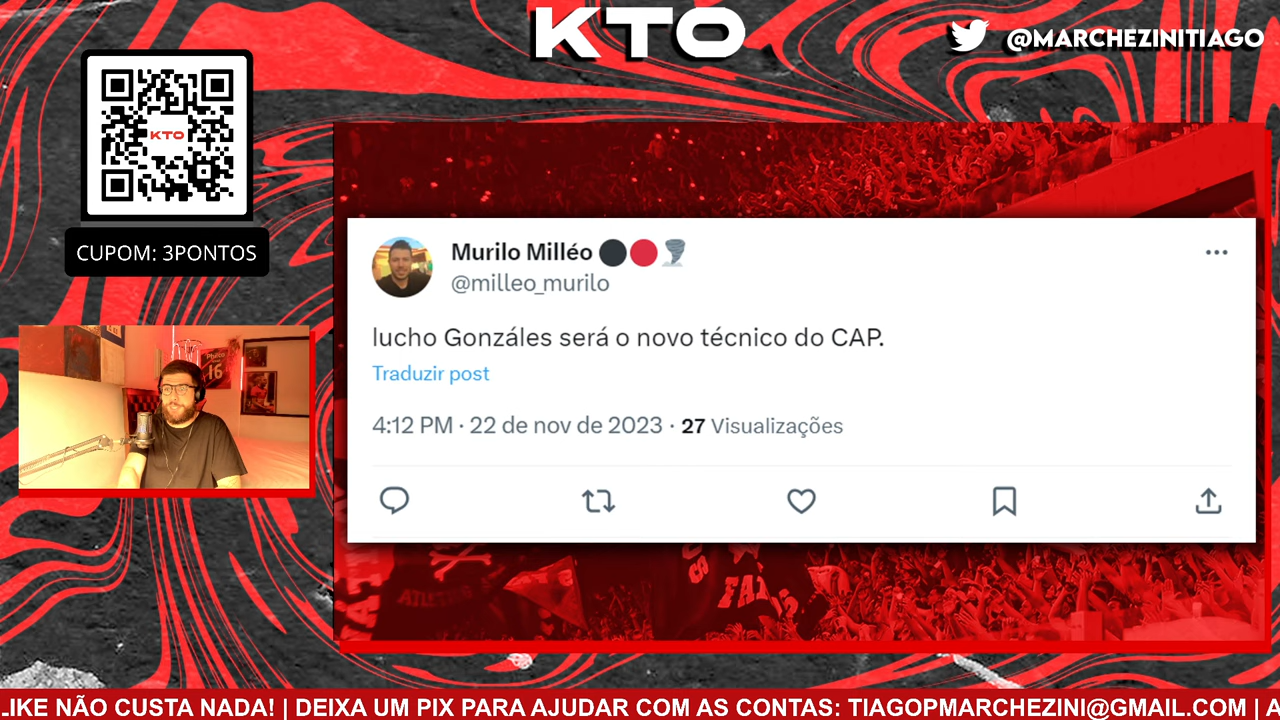 KTO
@MARCHEZINITIAGO
KTO
CUPOM: 3PONTOS
Murilo Milléo
@milleo_murilo
lucho Gonzáles será o novo técnico do CAP.
Traduzir post
4:12 PM · 22 de nov de 2023 · 27 Visualizações
16
LIKE NÃO CUSTA NADA! | DEIXA UM PIX PARA AJUDAR COM AS CONTAS: TIAGOPMARCHEZINI@GMAIL.COM | A